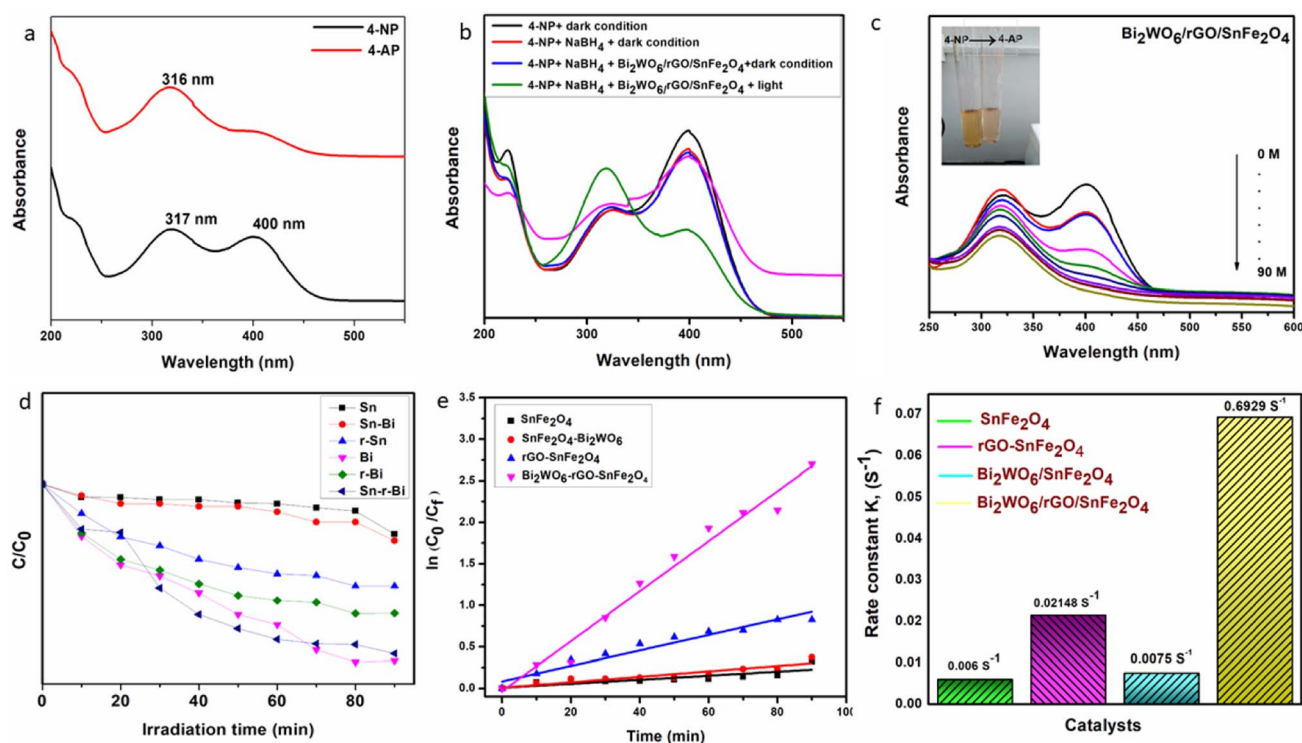 a
4-NP
4-AP
316 nm
317 nm
400 nm
Absorbance
200
300
400
500
Wavelength (nm)
b
4-NP+ dark condition
4-NP+ NaBH4 + dark condition
4-NP+ NaBH4 + Bi2WO6/rGO/SnFe2O4+dark condition
4-NP+ NaBH4 + Bi2WO6/rGO/SnFe2O4 + light
Absorbance
200
300
400
500
Wavelength (nm)
c
4-NP
4-AP
Bi2WO6/rGO/SnFe2O4
0 M
90 M
Absorbance
250
300
350
400
450
500
550
600
Wavelength (nm)
d
Sn
Sn-Bi
r-Sn
Bi
r-Bi
Sn-r-Bi
C/C0
0
20
40
60
80
Irradiation time (min)
e
SnFe2O4
SnFe2O4-Bi2WO6
rGO-SnFe2O4
Bi2WO6-rGO-SnFe2O4
ln (C0/Cf)
3.5
3.0
2.5
2.0
1.5
1.0
0.5
0.0
0
20
40
60
80
100
Time (min)
f
SnFe2O4
rGO-SnFe2O4
Bi2WO6/SnFe2O4
Bi2WO6/rGO/SnFe2O4
0.6929 S-1
0.02148 S-1
0.006 S-1
0.0075 S-1
Rate constant K, (S-1)
0.07
0.06
0.05
0.04
0.03
0.02
0.01
0.00
Catalysts